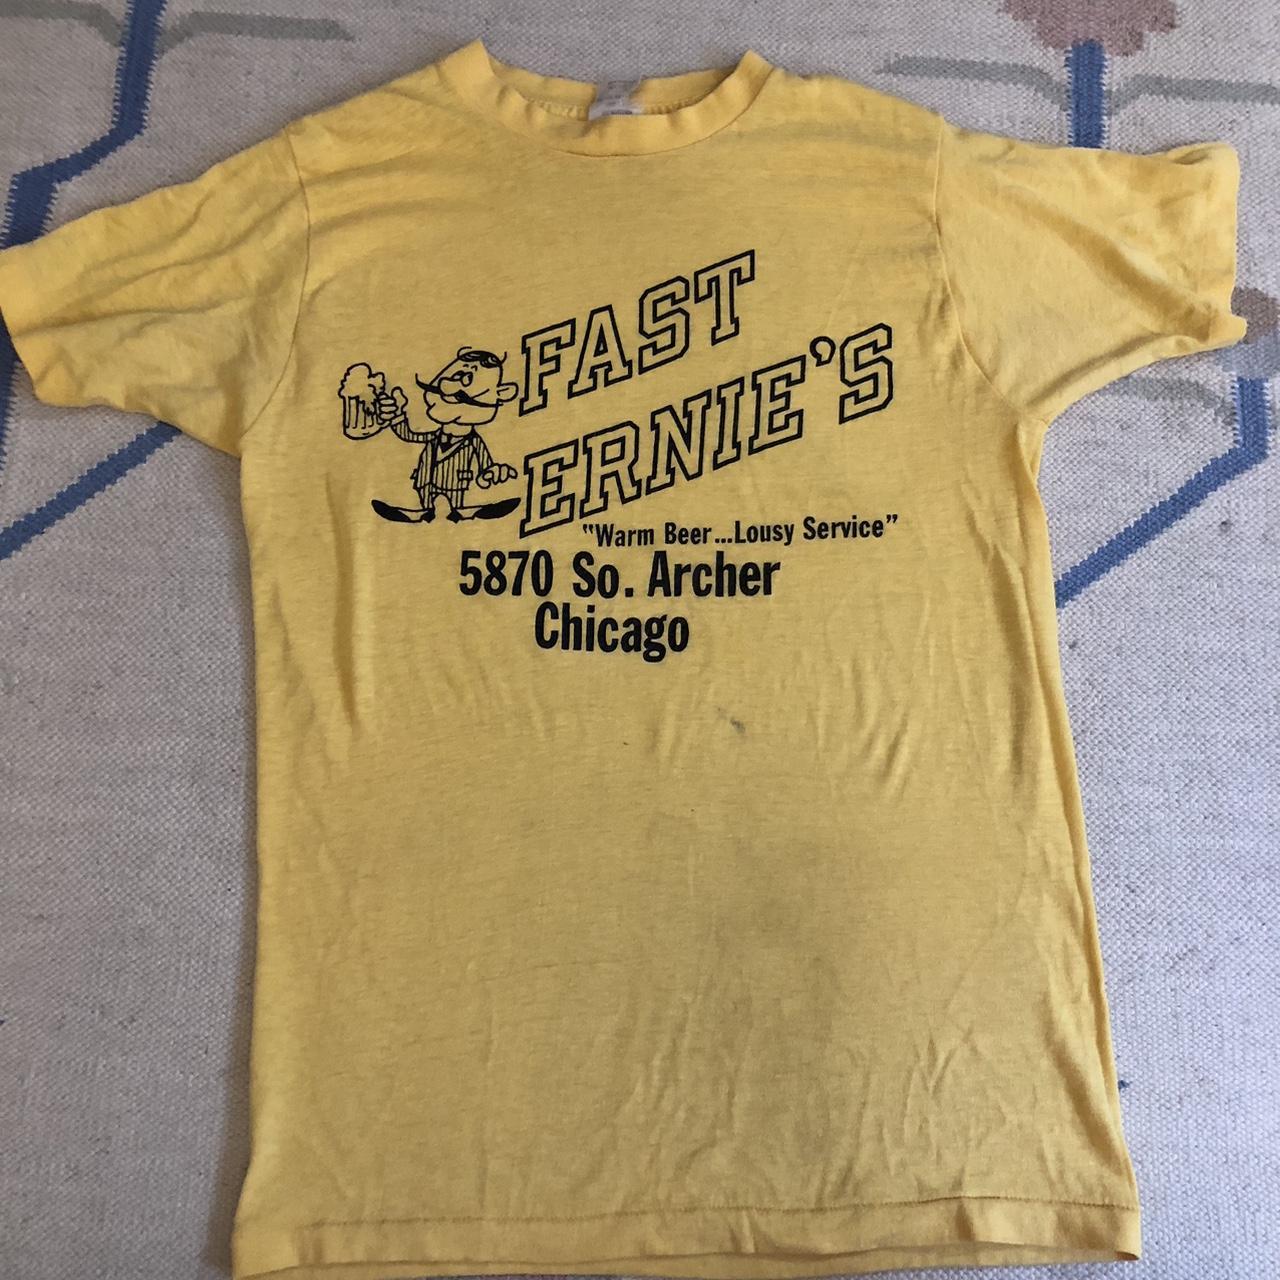 FAST
ERNIE'S
"Warm Beer...Lousy Service"
5870 So. Archer
Chicago